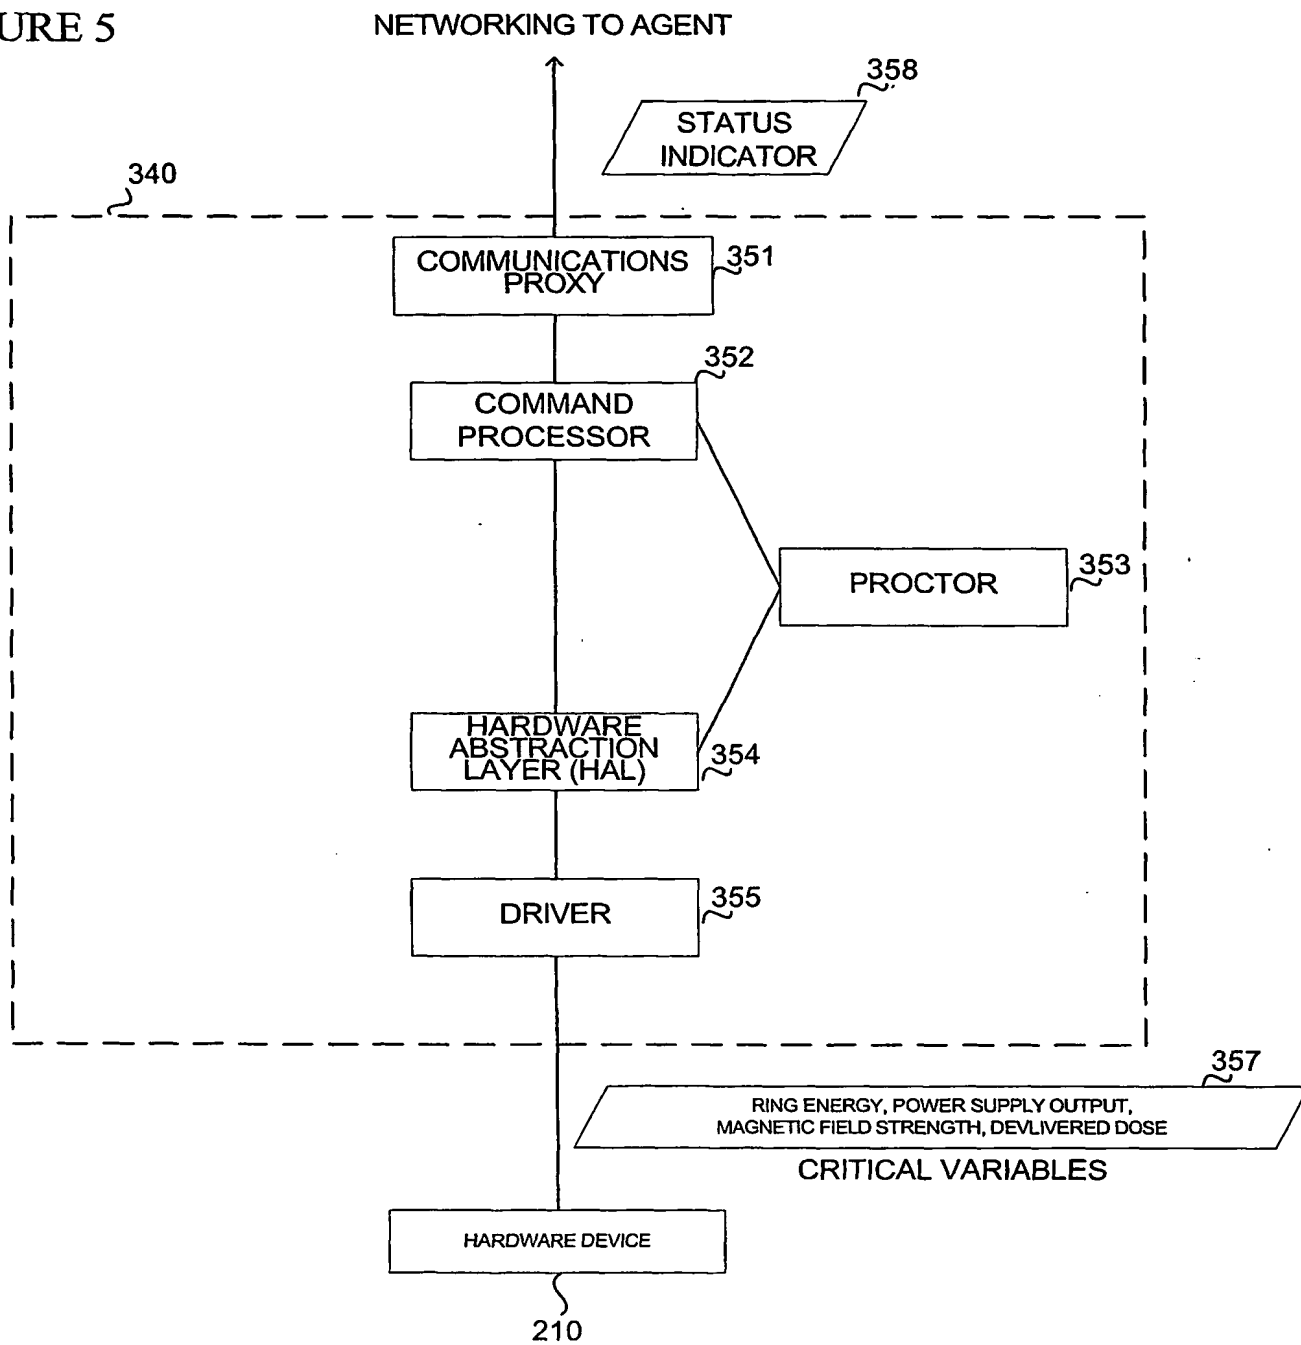 URE 5
NETWORKING TO AGENT
358
STATUS
INDICATOR
340
COMMUNICATIONS
PROXY
351
352
COMMAND
PROCESSOR
PROCTOR
353
HARDWARE
ABSTRACTION
LAYER (HAL)
354
DRIVER
355
357
RING ENERGY, POWER SUPPLY OUTPUT,
MAGNETIC FIELD STRENGTH, DEVLIVERED DOSE
CRITICAL VARIABLES
HARDWARE DEVICE
210